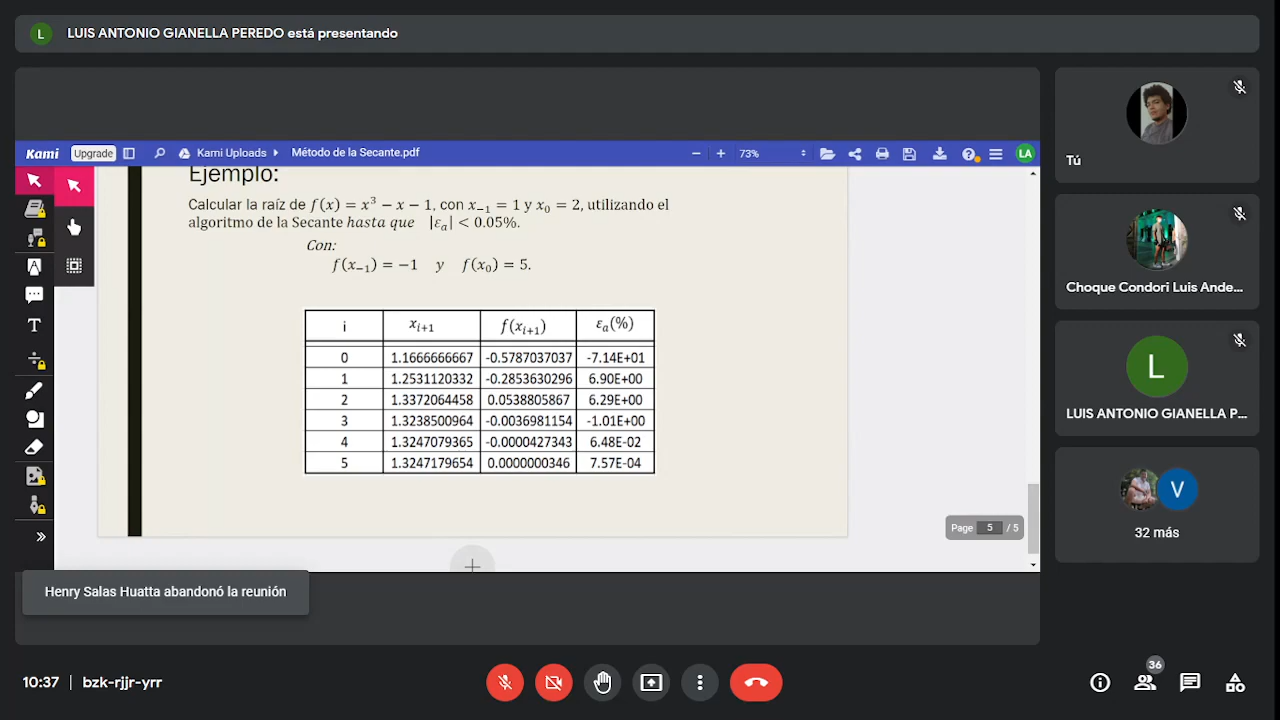 L LUIS ANTONIO GIANELLA PEREDO está presentando
Kami Upgrade Kami Uploads Método de la Secante.pdf 73% LA
Ejemplo:
Calcular la raíz de f(x) = x³ − x − 1, con x₋₁ = 1 y x₀ = 2, utilizando el
algoritmo de la Secante hasta que |εₐ| < 0.05%.
Con:
f(x₋₁) = −1 y f(x₀) = 5.
i xᵢ₊₁ f(xᵢ₊₁) εₐ(%)
0 1.1666666667 -0.5787037037 -7.14E+01
1 1.2531120332 -0.2853630296 6.90E+00
2 1.3372064458 0.0538805867 6.29E+00
3 1.3238500964 -0.0036981154 -1.01E+00
4 1.3247079365 -0.0000427343 6.48E-02
5 1.3247179654 0.0000000346 7.57E-04
Page 5 / 5
Henry Salas Huatta abandonó la reunión
Tú
Choque Condori Luis Ande...
L
LUIS ANTONIO GIANELLA P...
V
32 más
10:37 | bzk-rjjr-yrr
36